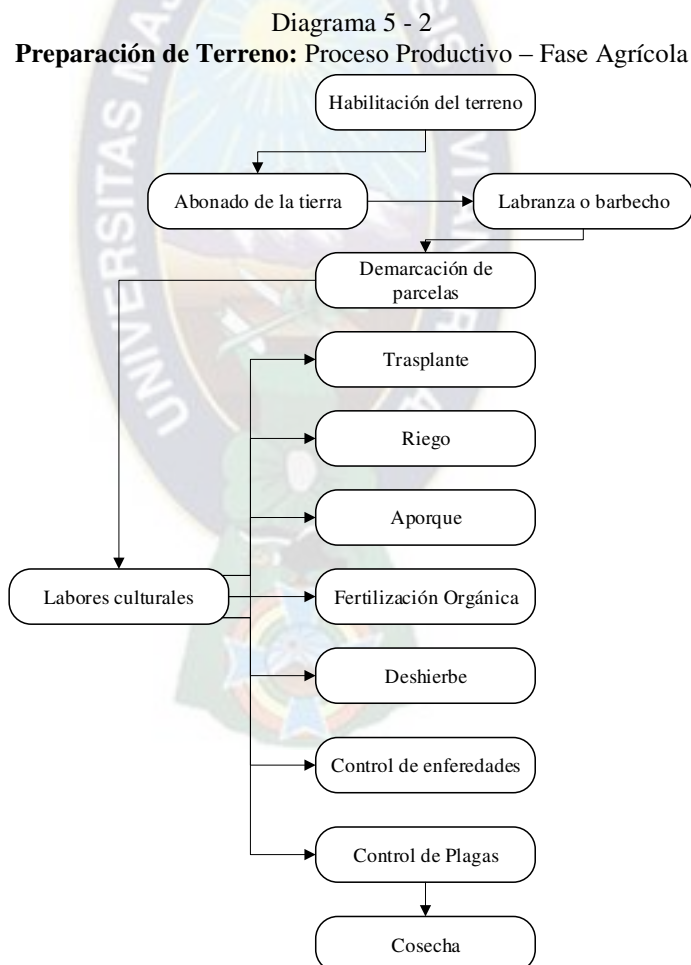 Diagrama 5 - 2
Preparación de Terreno: Proceso Productivo – Fase Agrícola
Habilitación del terreno
Abonado de la tierra
Labranza o barbecho
Demarcación de
parcelas
Trasplante
Riego
Aporque
Labores culturales
Fertilización Orgánica
Deshierbe
Control de enferedades
Control de Plagas
Cosecha
UNIVERSITAS